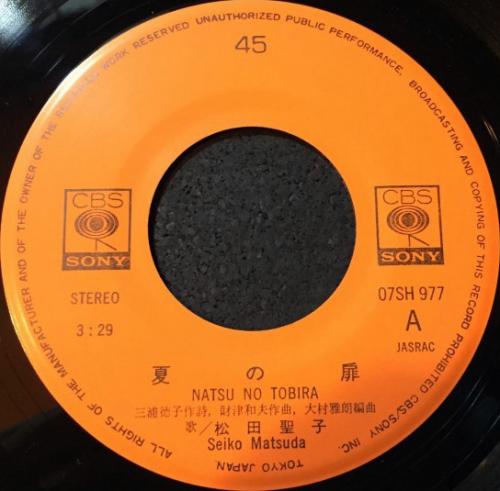 ALL RIGHTS OF THE MANUFACTURER AND OF THE OWNER OF THE RECORDED WORK RESERVED UNAUTHORIZED PUBLIC PERFORMANCE, BROADCASTING AND COPYING OF THIS RECORD PROHIBITED CBS/SONY INC. TOKYO JAPAN.
45
CBS
SONY
CBS
SONY
STEREO
3:29
07SH 977
A
JASRAC
夏の扉
NATSU NO TOBIRA
三浦徳子作詩，財津和夫作曲，大村雅朗編曲
歌／松田聖子
Seiko Matsuda